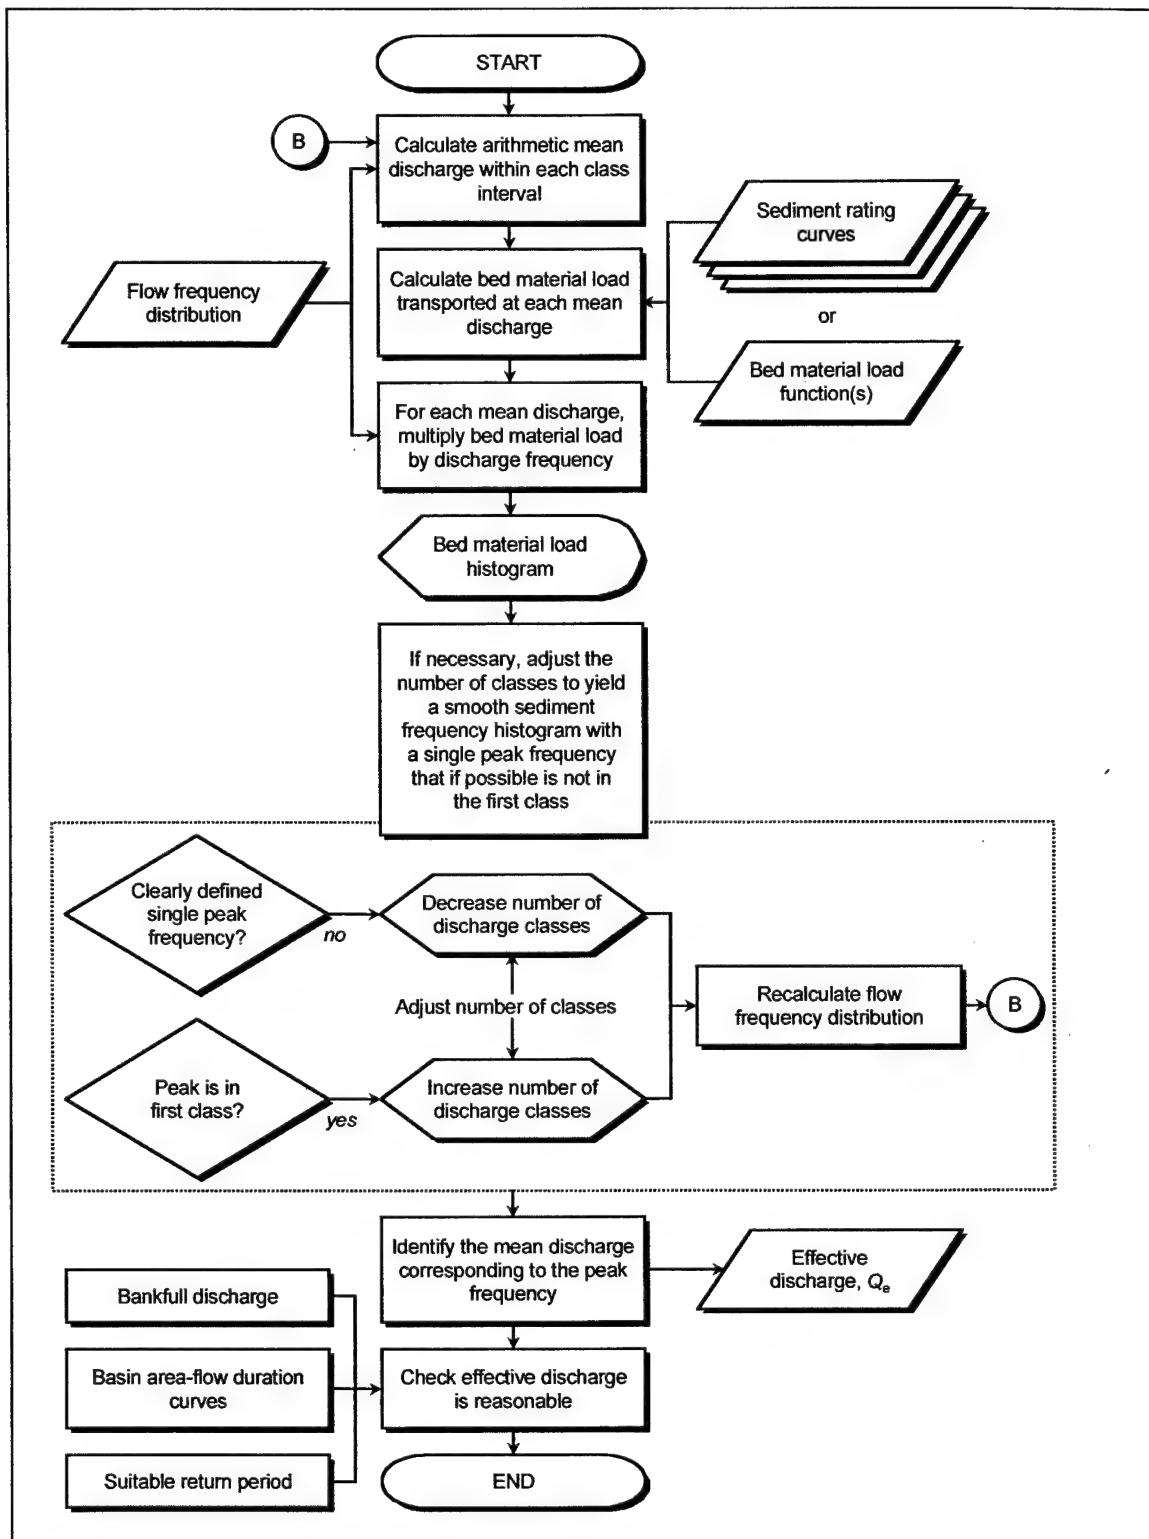 START
B
Calculate arithmetic mean
discharge within each class
interval
Sediment rating
curves
Flow frequency
distribution
Calculate bed material load
transported at each mean
discharge
or
Bed material load
function(s)
For each mean discharge,
multiply bed material load
by discharge frequency
Bed material load
histogram
If necessary, adjust the
number of classes to yield
a smooth sediment
frequency histogram with
a single peak frequency
that if possible is not in
the first class
Clearly defined
single peak
frequency?
no
Decrease number of
discharge classes
Adjust number of classes
Recalculate flow
frequency distribution
B
Peak is in
first class?
yes
Increase number of
discharge classes
Identify the mean discharge
corresponding to the peak
frequency
Effective
discharge, Qe
Bankfull discharge
Basin area-flow duration
curves
Suitable return period
Check effective discharge
is reasonable
END